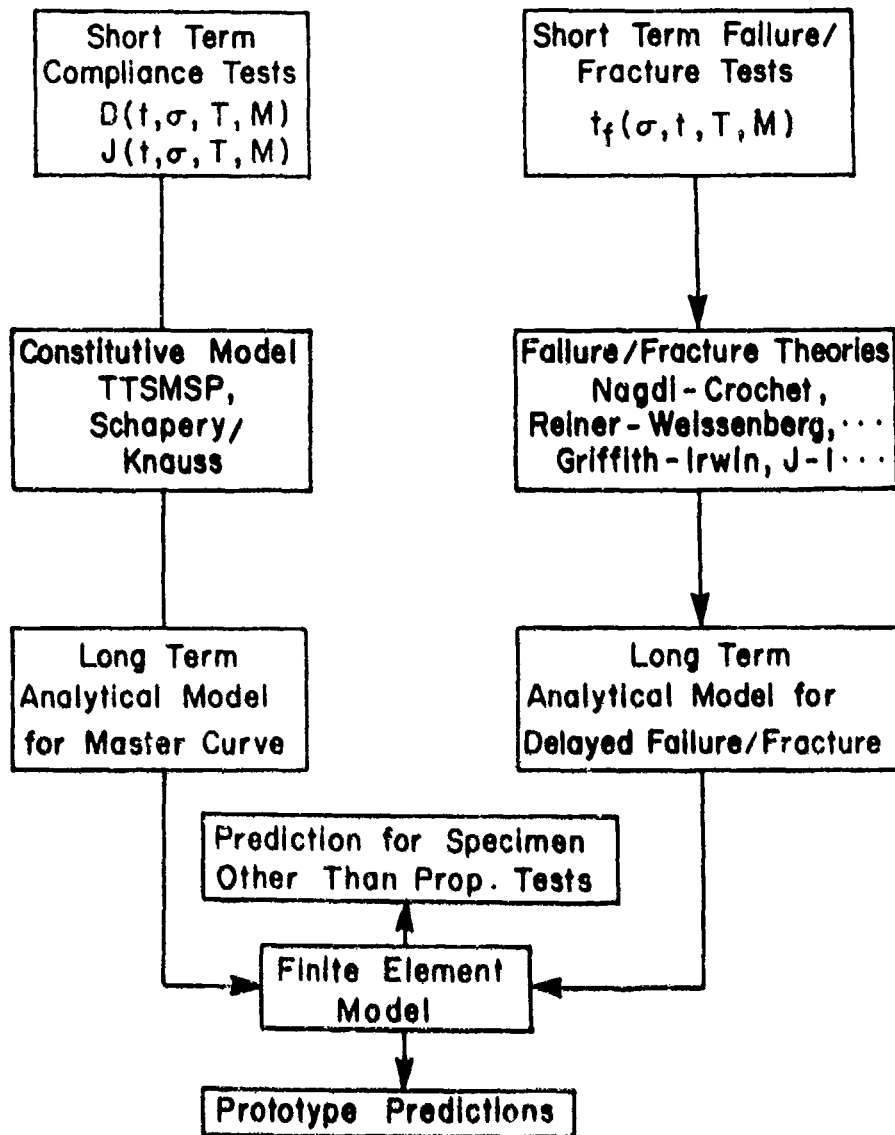 Short Term
Compliance Tests
D(t,σ,T,M)
J(t,σ,T,M)
Short Term Failure/
Fracture Tests
t_f(σ,t,T,M)
Constitutive Model
TTSMSP,
Schapery/
Knauss
Failure/Fracture Theories
Nagdi-Crochet,
Reiner-Weissenberg,···
Griffith-Irwin, J-I···
Long Term
Analytical Model
for Master Curve
Long Term
Analytical Model for
Delayed Failure/Fracture
Prediction for Specimen
Other Than Prop. Tests
Finite Element
Model
Prototype Predictions